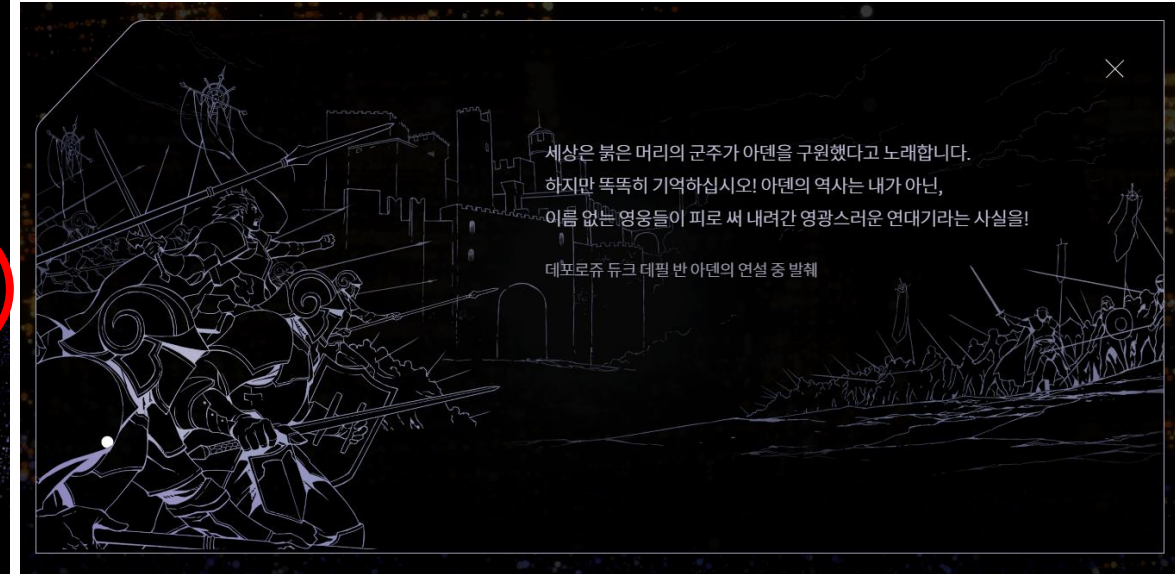 세상은 붉은 머리의 군주가 아덴을 구원했다고 노래합니다.
하지만 똑똑히 기억하십시오! 아덴의 역사는 내가 아닌,
이름 없는 영웅들이 피로 써 내려간 영광스러운 연대기라는 사실을!
데포로쥬 듀크 데필 반 아덴의 연설 중 발췌